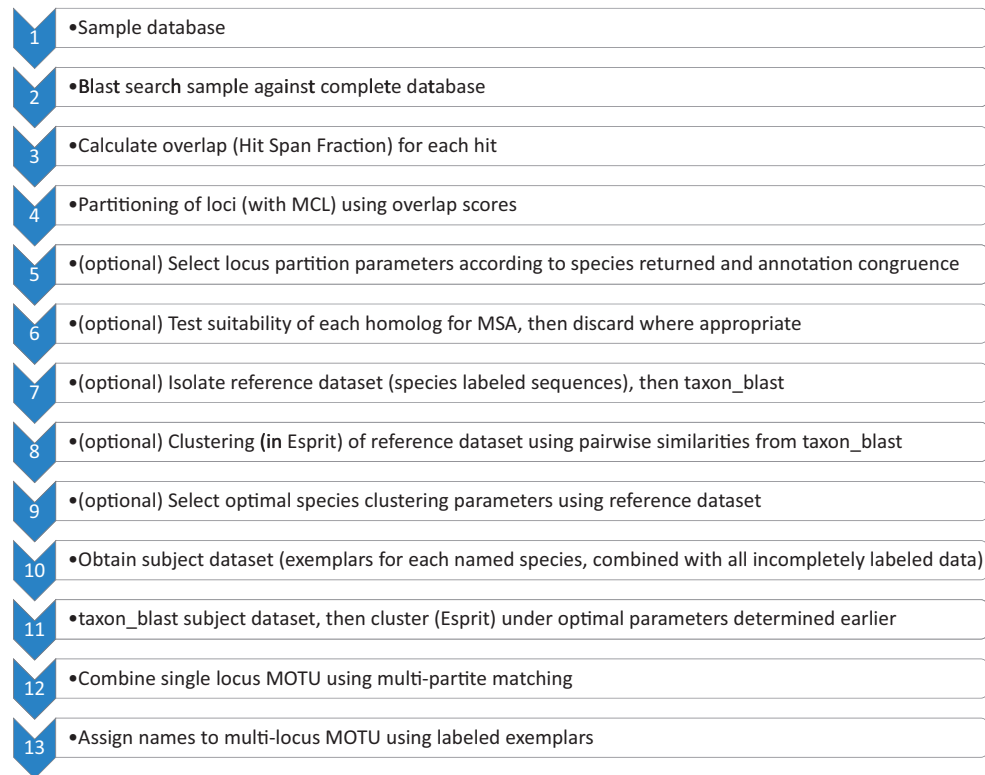 1 •Sample database
2 •Blast search sample against complete database
3 •Calculate overlap (Hit Span Fraction) for each hit
4 •Partitioning of loci (with MCL) using overlap scores
5 •(optional) Select locus partition parameters according to species returned and annotation congruence
6 •(optional) Test suitability of each homolog for MSA, then discard where appropriate
7 •(optional) Isolate reference dataset (species labeled sequences), then taxon_blast
8 •(optional) Clustering (in Esprit) of reference dataset using pairwise similarities from taxon_blast
9 •(optional) Select optimal species clustering parameters using reference dataset
10 •Obtain subject dataset (exemplars for each named species, combined with all incompletely labeled data)
11 •taxon_blast subject dataset, then cluster (Esprit) under optimal parameters determined earlier
12 •Combine single locus MOTU using multi-partite matching
13 •Assign names to multi-locus MOTU using labeled exemplars